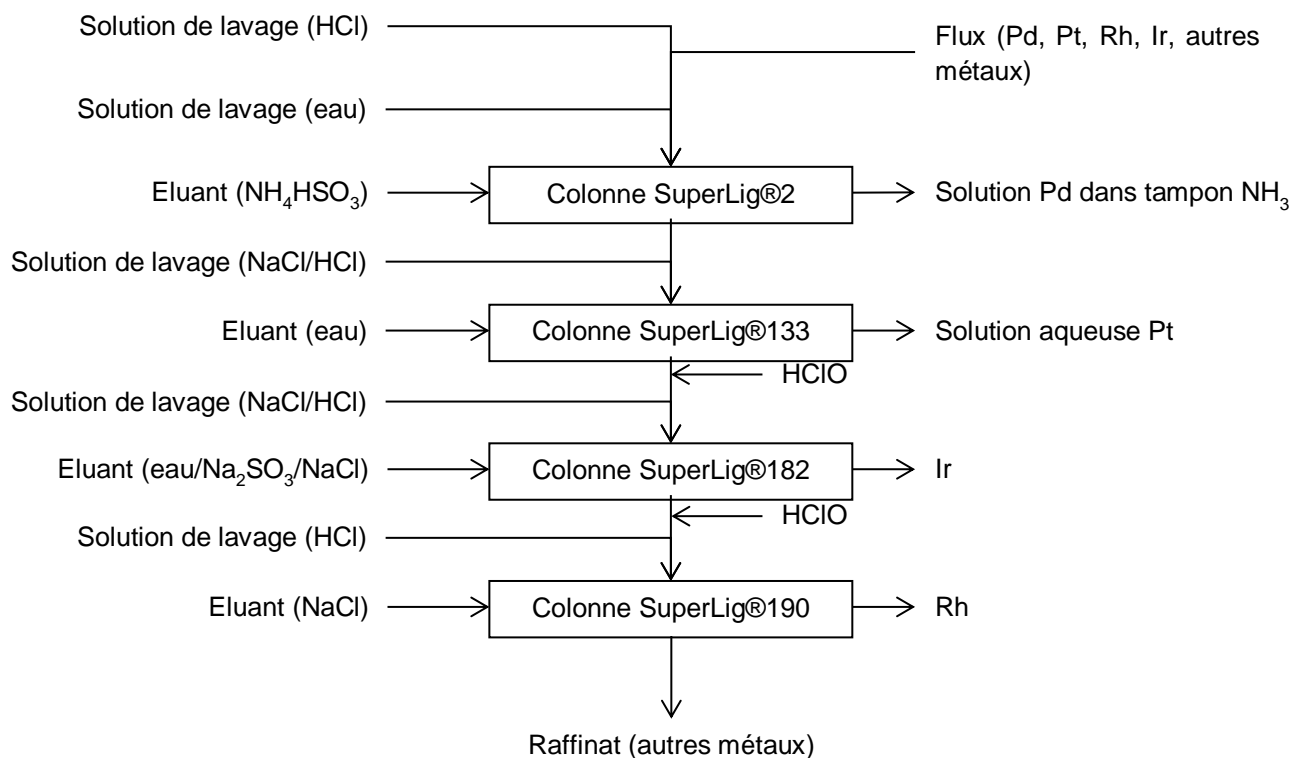 Solution de lavage (HCl)
Flux (Pd, Pt, Rh, Ir, autres
métaux)
Solution de lavage (eau)
Eluant (NH₄HSO₃)
Colonne SuperLig®2
Solution Pd dans tampon NH₃
Solution de lavage (NaCl/HCl)
Eluant (eau)
Colonne SuperLig®133
Solution aqueuse Pt
HClO
Solution de lavage (NaCl/HCl)
Eluant (eau/Na₂SO₃/NaCl)
Colonne SuperLig®182
Ir
HClO
Solution de lavage (HCl)
Eluant (NaCl)
Colonne SuperLig®190
Rh
Raffinat (autres métaux)